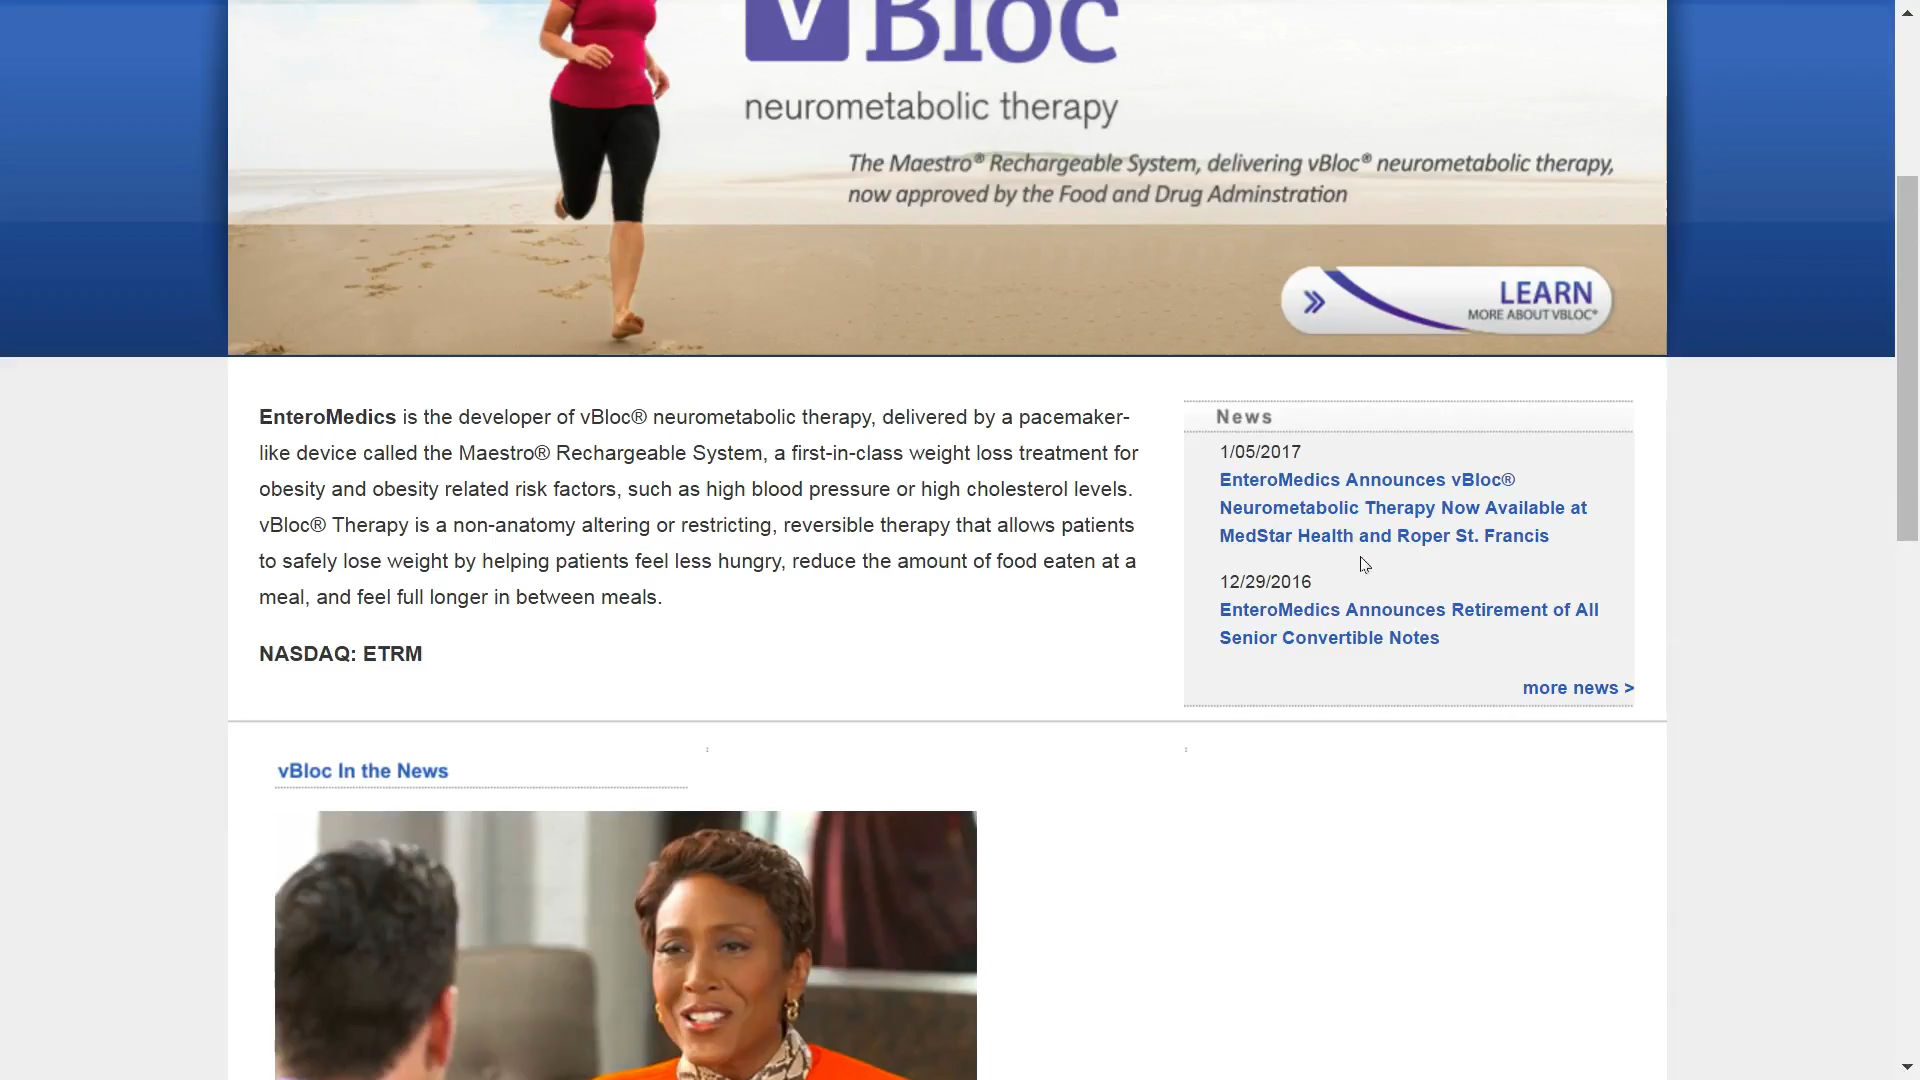 vBloc
neurometabolic therapy
The Maestro® Rechargeable System, delivering vBloc® neurometabolic therapy,
now approved by the Food and Drug Adminstration
LEARN
MORE ABOUT VBLOC®
EnteroMedics is the developer of vBloc® neurometabolic therapy, delivered by a pacemaker-
like device called the Maestro® Rechargeable System, a first-in-class weight loss treatment for
obesity and obesity related risk factors, such as high blood pressure or high cholesterol levels.
vBloc® Therapy is a non-anatomy altering or restricting, reversible therapy that allows patients
to safely lose weight by helping patients feel less hungry, reduce the amount of food eaten at a
meal, and feel full longer in between meals.
NASDAQ: ETRM
News
1/05/2017
EnteroMedics Announces vBloc®
Neurometabolic Therapy Now Available at
MedStar Health and Roper St. Francis
12/29/2016
EnteroMedics Announces Retirement of All
Senior Convertible Notes
more news >
vBloc In the News